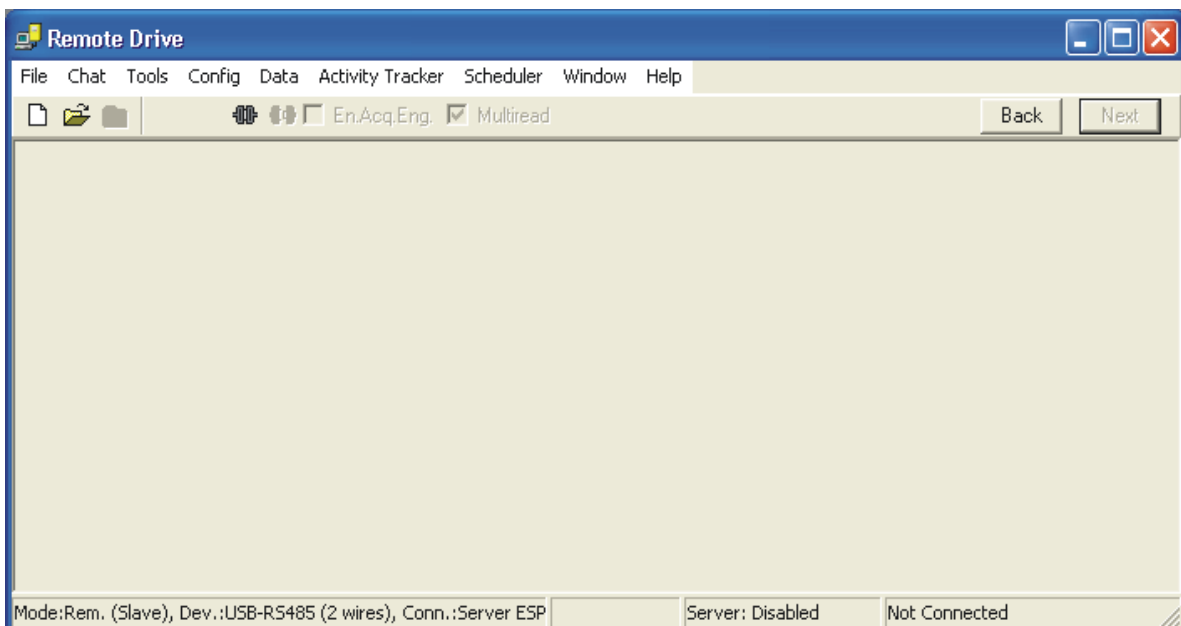 Remote Drive
File Chat Tools Config Data Activity Tracker Scheduler Window Help
En.Acq.Eng. Multiread Back Next
Mode:Rem. (Slave), Dev.:USB-RS485 (2 wires), Conn.:Server ESP Server: Disabled Not Connected